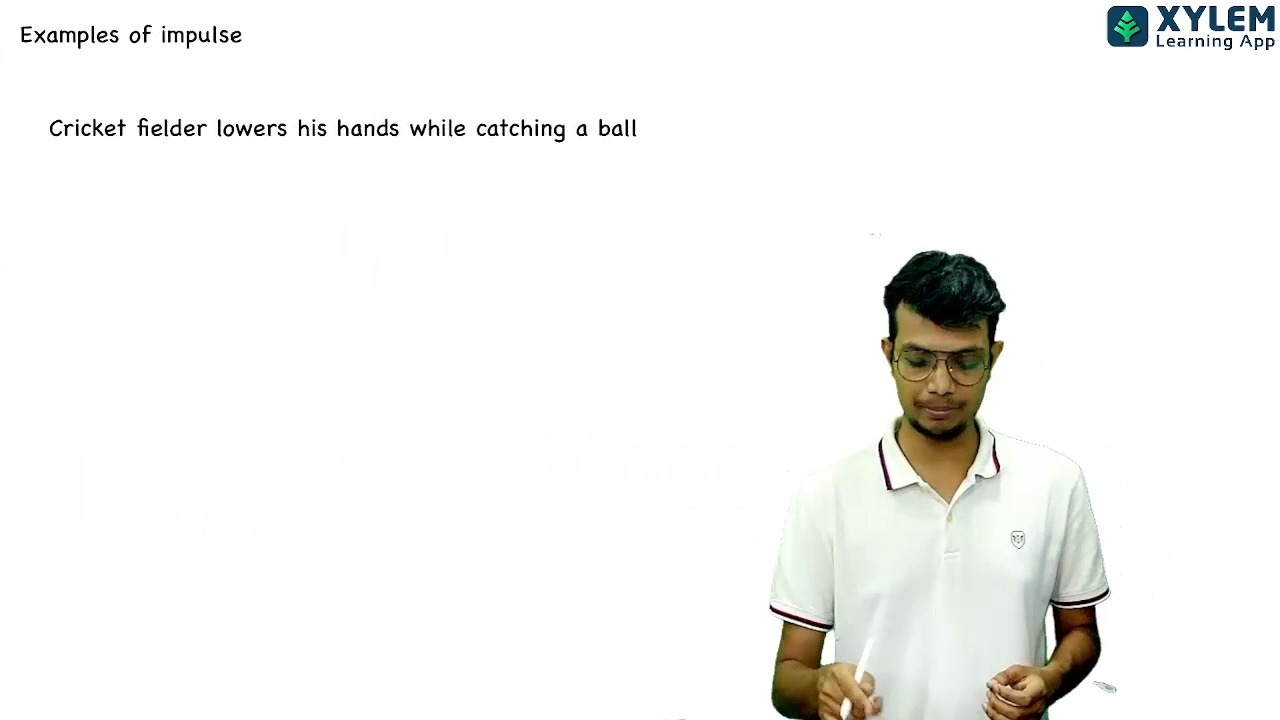 Examples of impulse
XYLEM
Learning App
Cricket fielder lowers his hands while catching a ball